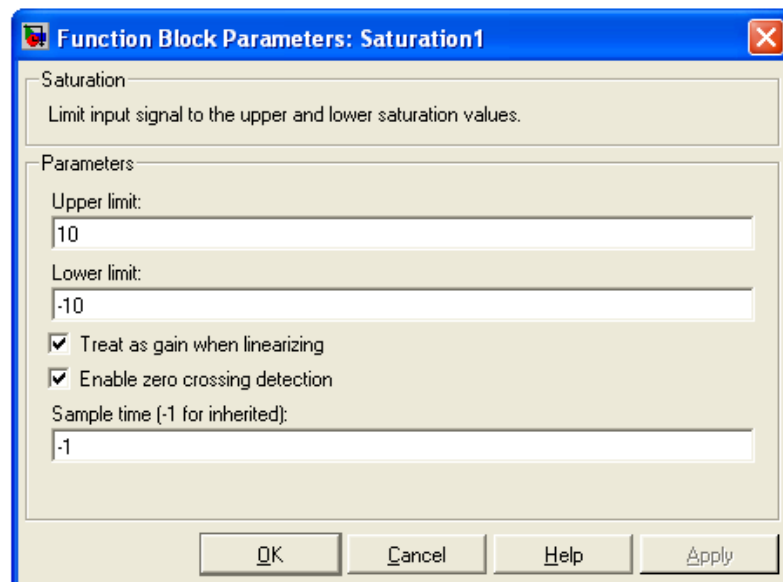 Function Block Parameters: Saturation1
Saturation
Limit input signal to the upper and lower saturation values.
Parameters
Upper limit:
10
Lower limit:
-10
Treat as gain when linearizing
Enable zero crossing detection
Sample time (-1 for inherited):
-1
OK Cancel Help Apply